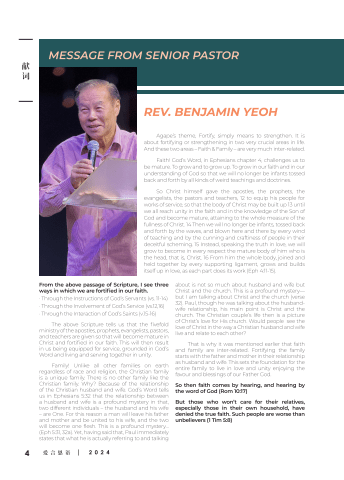 献
词
MESSAGE FROM SENIOR PASTOR
REV. BENJAMIN YEOH
Agape's theme, Fortify, simply means to strengthen. It is
about fortifying or strengthening in two very crucial areas in life.
And these two areas – Faith & Family – are very much inter-related.
Faith! God's Word, in Ephesians chapter 4, challenges us to
be mature. To grow and to grow up. To grow in our faith and in our
understanding of God so that we will no longer be infants tossed
back and forth by all kinds of weird teachings and doctrines.
So Christ himself gave the apostles, the prophets, the
evangelists, the pastors and teachers, 12 to equip his people for
works of service, so that the body of Christ may be built up 13 until
we all reach unity in the faith and in the knowledge of the Son of
God and become mature, attaining to the whole measure of the
fullness of Christ. 14 Then we will no longer be infants, tossed back
and forth by the waves, and blown here and there by every wind
of teaching and by the cunning and craftiness of people in their
deceitful scheming. 15 Instead, speaking the truth in love, we will
grow to become in every respect the mature body of him who is
the head, that is, Christ. 16 From him the whole body, joined and
held together by every supporting ligament, grows and builds
itself up in love, as each part does its work (Eph 4:11-16).
From the above passage of Scripture, I see three
ways in which we are fortified in our faith.
Through the Instructions of God's Servants (vs 11-14)
Through the Involvement of God's Service (vs12,16)
Through the Interaction of God's Saints (v15-16)
The above Scripture tells us that the fivefold
ministry of the apostles, prophets, evangelists, pastors,
and teachers are given so that we become mature in
Christ and fortified in our faith. This will then result
in us being equipped for service, grounded in God's
Word and living and serving together in unity.
Family! Unlike all other families on earth
regardless of race and religion, the Christian family
is a unique family. There is no other family like the
Christian family. Why? Because of the relationship
of the Christian husband and wife. God's Word tells
us in Ephesians 5:32 that the relationship between
a husband and wife is a profound mystery in that,
two different individuals – the husband and his wife
– are One. For this reason a man will leave his father
and mother and be united to his wife, and the two
will become one flesh. This is a profound mystery...
(Eph 5:31, 32a). Yet, having said that, Paul immediately
states that what he is actually referring to and talking
about is not so much about husband and wife but
Christ and the church. This is a profound mystery—
but I am talking about Christ and the church (verse
32). Paul, though he was talking about the husband-
wife relationship, his main point is Christ and the
church. The Christian couple's life then is a picture
of Christ's love for His church. Would people see the
love of Christ in the way a Christian husband and wife
live and relate to each other?
That is why it was mentioned earlier that faith
and family are inter-related. Fortifying the family
starts with the father and mother in their relationship
as husband and wife. This sets the foundation for the
entire family to live in love and unity enjoying the
favour and blessings of our Father God.
So then faith comes by hearing, and hearing by
the word of God (Rom 10:17)
But those who won't care for their relatives,
especially those in their own household, have
denied the true faith. Such people are worse than
unbelievers (1 Tim 5:8)
4
2024